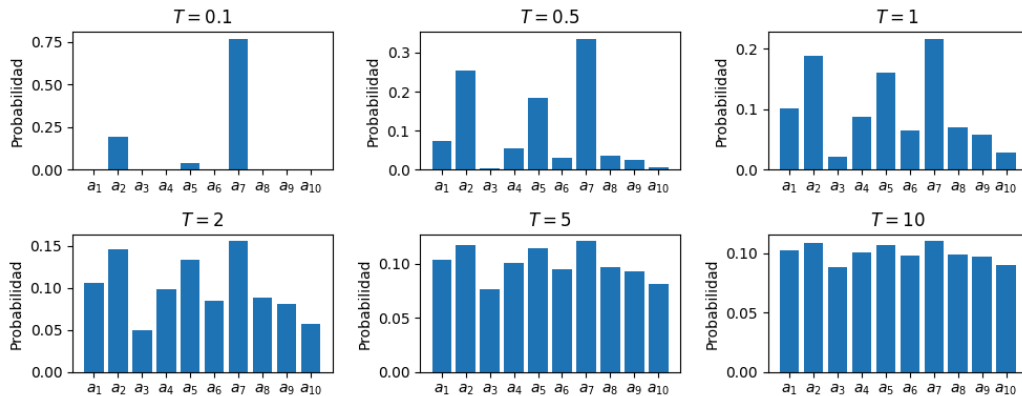 T = 0.1
Probabilidad
0.75
0.50
0.25
0.00
a₁ a₂ a₃ a₄ a₅ a₆ a₇ a₈ a₉ a₁₀
T = 0.5
Probabilidad
0.3
0.2
0.1
0.0
a₁ a₂ a₃ a₄ a₅ a₆ a₇ a₈ a₉ a₁₀
T = 1
Probabilidad
0.2
0.1
0.0
a₁ a₂ a₃ a₄ a₅ a₆ a₇ a₈ a₉ a₁₀
T = 2
Probabilidad
0.15
0.10
0.05
0.00
a₁ a₂ a₃ a₄ a₅ a₆ a₇ a₈ a₉ a₁₀
T = 5
Probabilidad
0.10
0.05
0.00
a₁ a₂ a₃ a₄ a₅ a₆ a₇ a₈ a₉ a₁₀
T = 10
Probabilidad
0.10
0.05
0.00
a₁ a₂ a₃ a₄ a₅ a₆ a₇ a₈ a₉ a₁₀